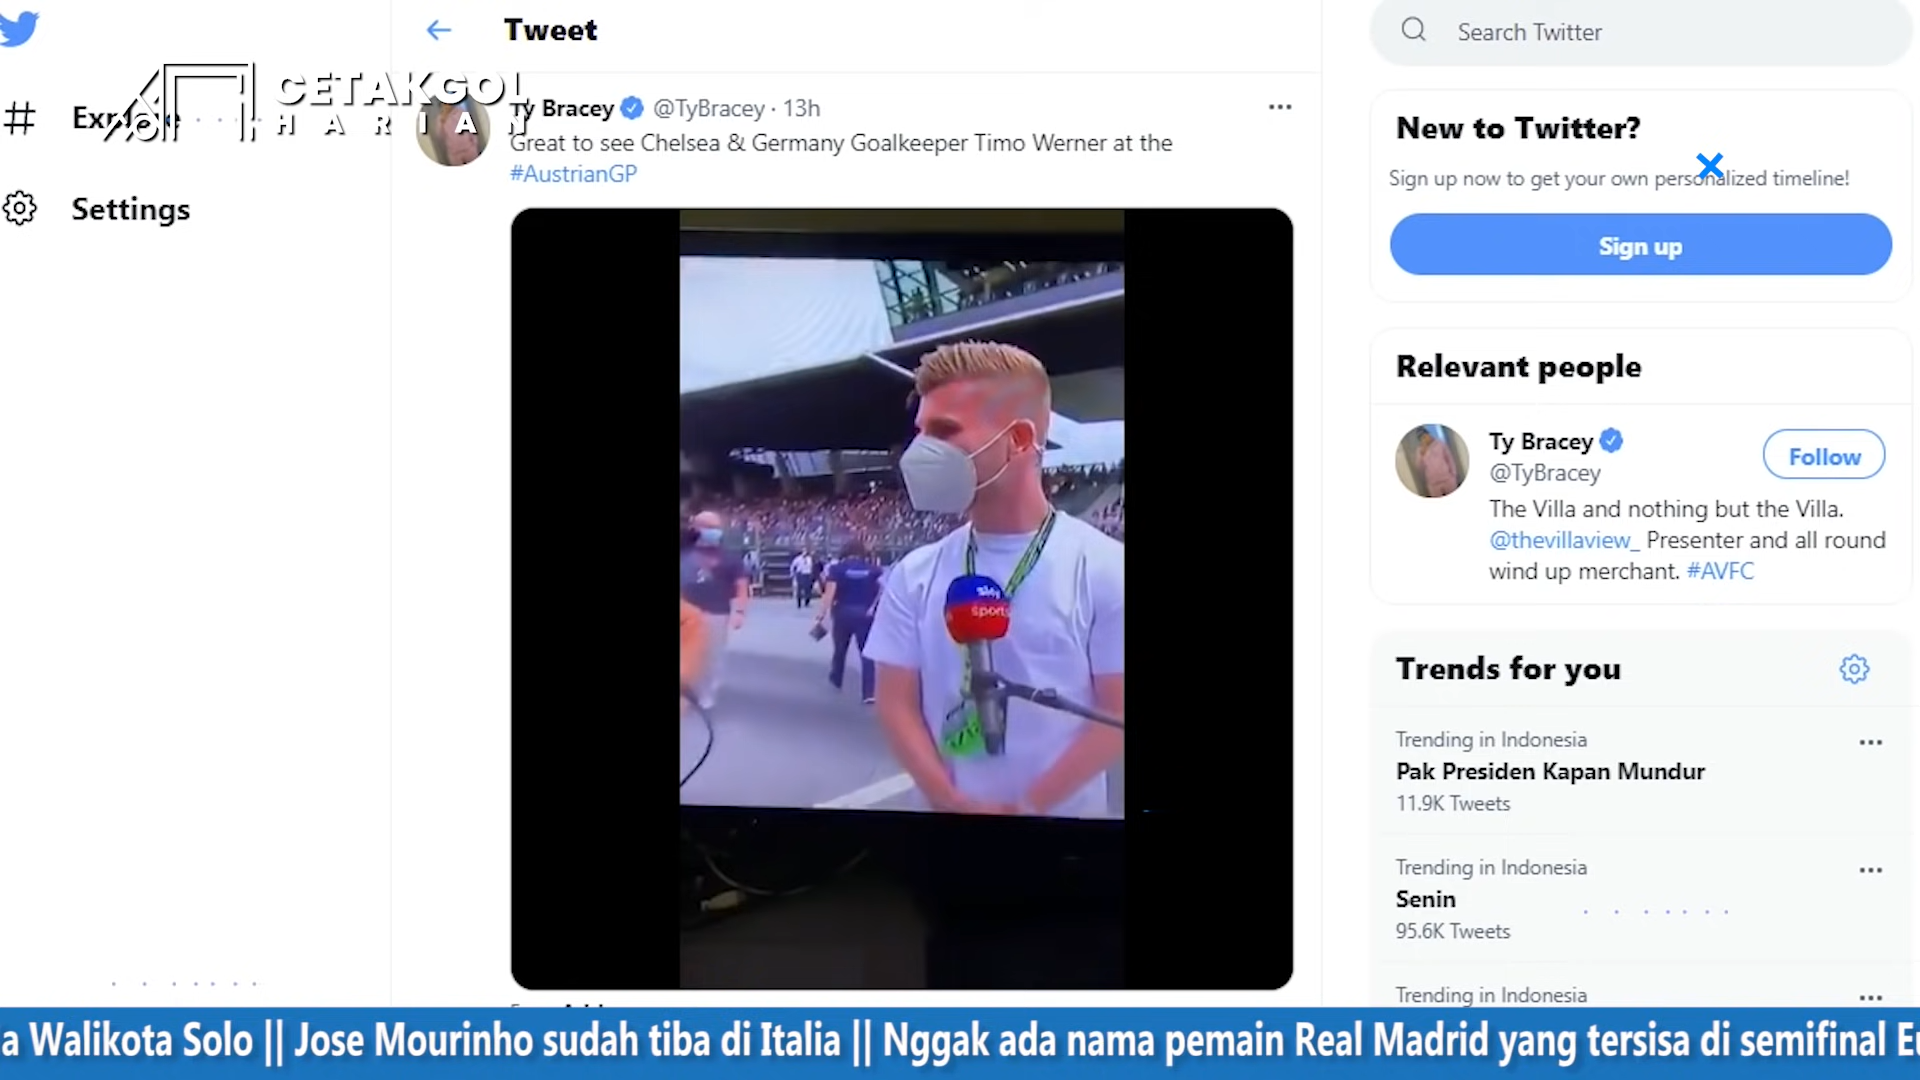 Tweet
Search Twitter
CETAKGOL
HARIAN
Ty Bracey @TyBracey · 13h
Great to see Chelsea & Germany Goalkeeper Timo Werner at the
#AustrianGP
Settings
sky
sports
New to Twitter?
Sign up now to get your own personalized timeline!
Sign up
Relevant people
Ty Bracey
@TyBracey
Follow
The Villa and nothing but the Villa.
@thevillaview_ Presenter and all round
wind up merchant. #AVFC
Trends for you
Trending in Indonesia
Pak Presiden Kapan Mundur
11.9K Tweets
Trending in Indonesia
Senin
95.6K Tweets
Trending in Indonesia
a Walikota Solo || Jose Mourinho sudah tiba di Italia || Nggak ada nama pemain Real Madrid yang tersisa di semifinal E